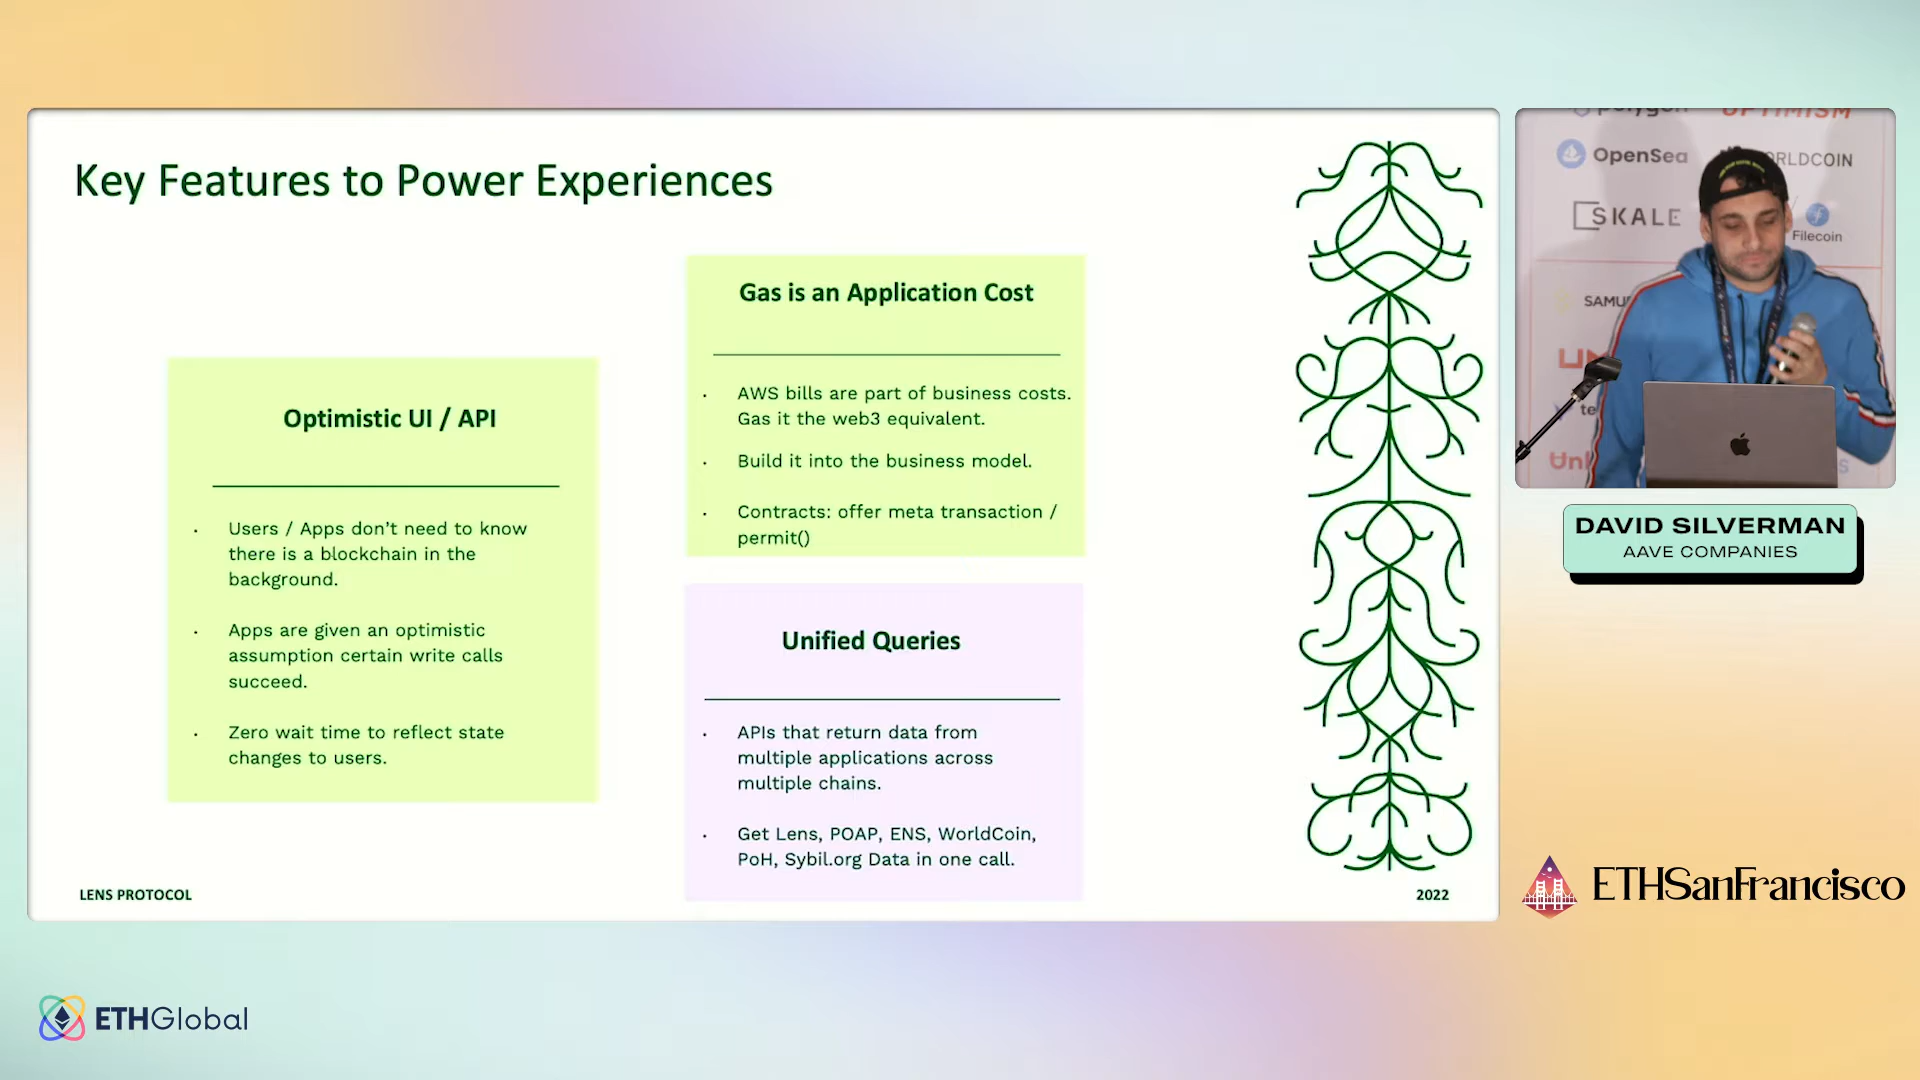 Key Features to Power Experiences
Optimistic UI / API
· Users / Apps don’t need to know
there is a blockchain in the
background.
· Apps are given an optimistic
assumption certain write calls
succeed.
· Zero wait time to reflect state
changes to users.
Gas is an Application Cost
· AWS bills are part of business costs.
Gas it the web3 equivalent.
· Build it into the business model.
· Contracts: offer meta transaction /
permit()
Unified Queries
· APIs that return data from
multiple applications across
multiple chains.
· Get Lens, POAP, ENS, WorldCoin,
PoH, Sybil.org Data in one call.
LENS PROTOCOL
2022
polygon
OPTIMISM
OpenSea
SKALE
Filecoin
DAVID SILVERMAN
AAVE COMPANIES
ETHSanFrancisco
ETHGlobal